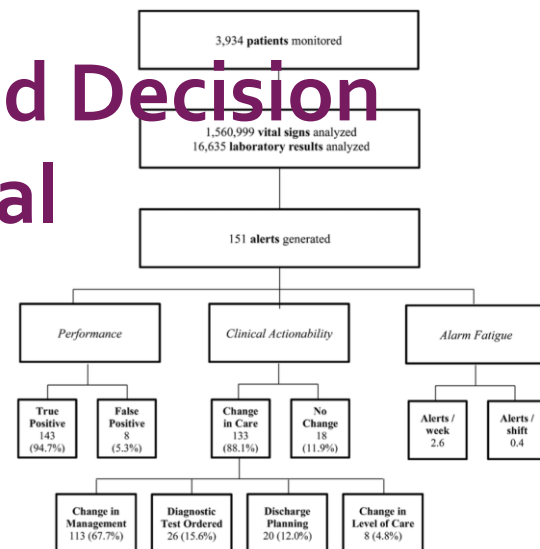 3,934 patients monitored
d Decision
1,560,999 vital signs analyzed
16,635 laboratory results analyzed
al
151 alerts generated
Performance
Clinical Actionability
Alarm Fatigue
True
Positive
143
(94.7%)
False
Positive
8
(5.3%)
Change
in Care
133
(88.1%)
No
Change
18
(11.9%)
Alerts /
week
2.6
Alerts /
shift
0.4
Change in
Management
113 (67.7%)
Diagnostic
Test Ordered
26 (15.6%)
Discharge
Planning
20 (12.0%)
Change in
Level of Care
8 (4.8%)